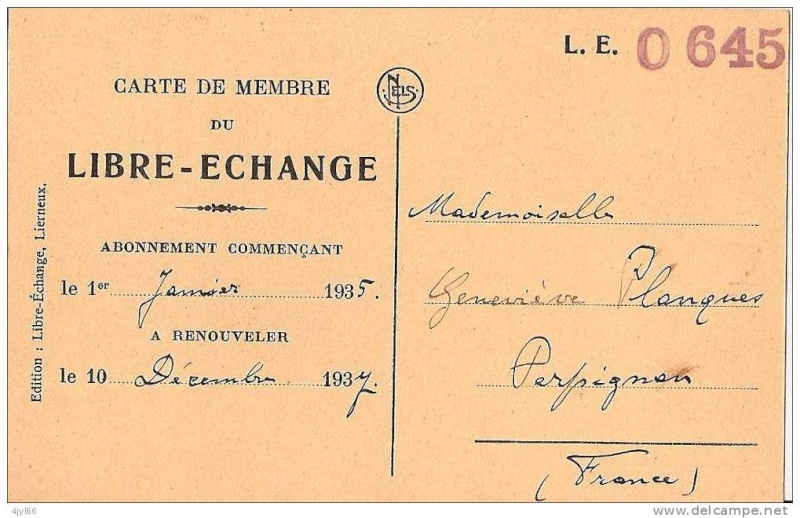 L. E. 0 645
CARTE DE MEMBRE
DU
LIBRE-ECHANGE
ABONNEMENT COMMENÇANT
le 1er Janvier 1935.
A RENOUVELER
le 10 Décembre 1937.
Edition : Libre-Échange, Lierneux.
NELS
Mademoiselle
Geneviève Planques
Perpignan
(France)
4jyl66
delcampe.net